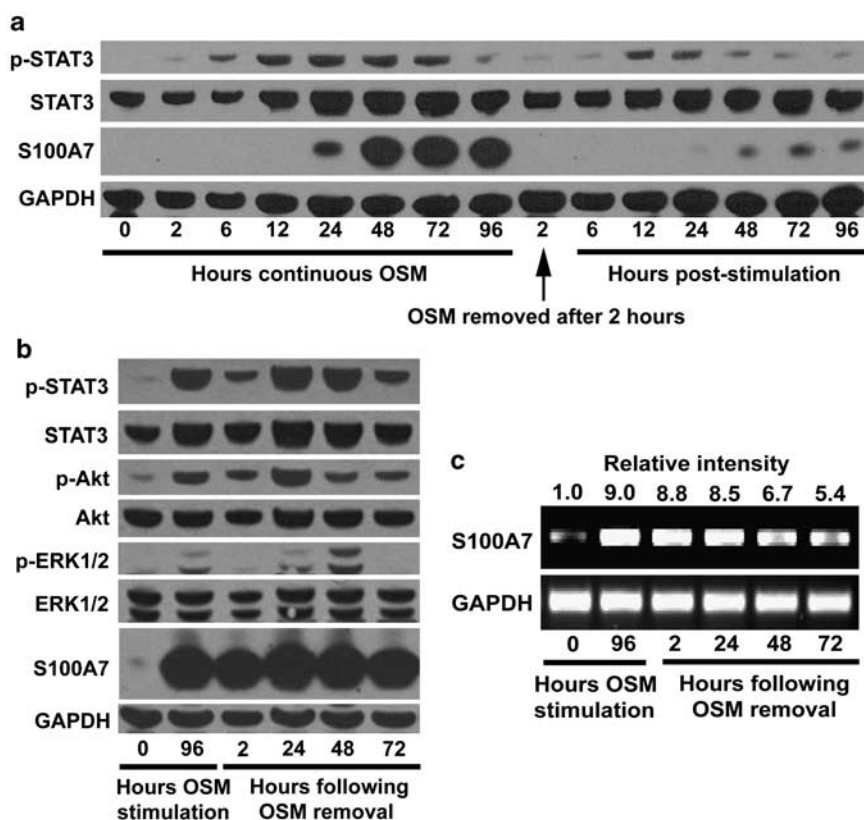 a
p-STAT3
STAT3
S100A7
GAPDH
0 2 6 12 24 48 72 96 2 6 12 24 48 72 96
Hours continuous OSM
Hours post-stimulation
OSM removed after 2 hours
b
p-STAT3
STAT3
p-Akt
Akt
p-ERK1/2
ERK1/2
S100A7
GAPDH
0 96 2 24 48 72
Hours OSM stimulation
Hours following OSM removal
c
Relative intensity
1.0 9.0 8.8 8.5 6.7 5.4
S100A7
GAPDH
0 96 2 24 48 72
Hours OSM stimulation
Hours following OSM removal